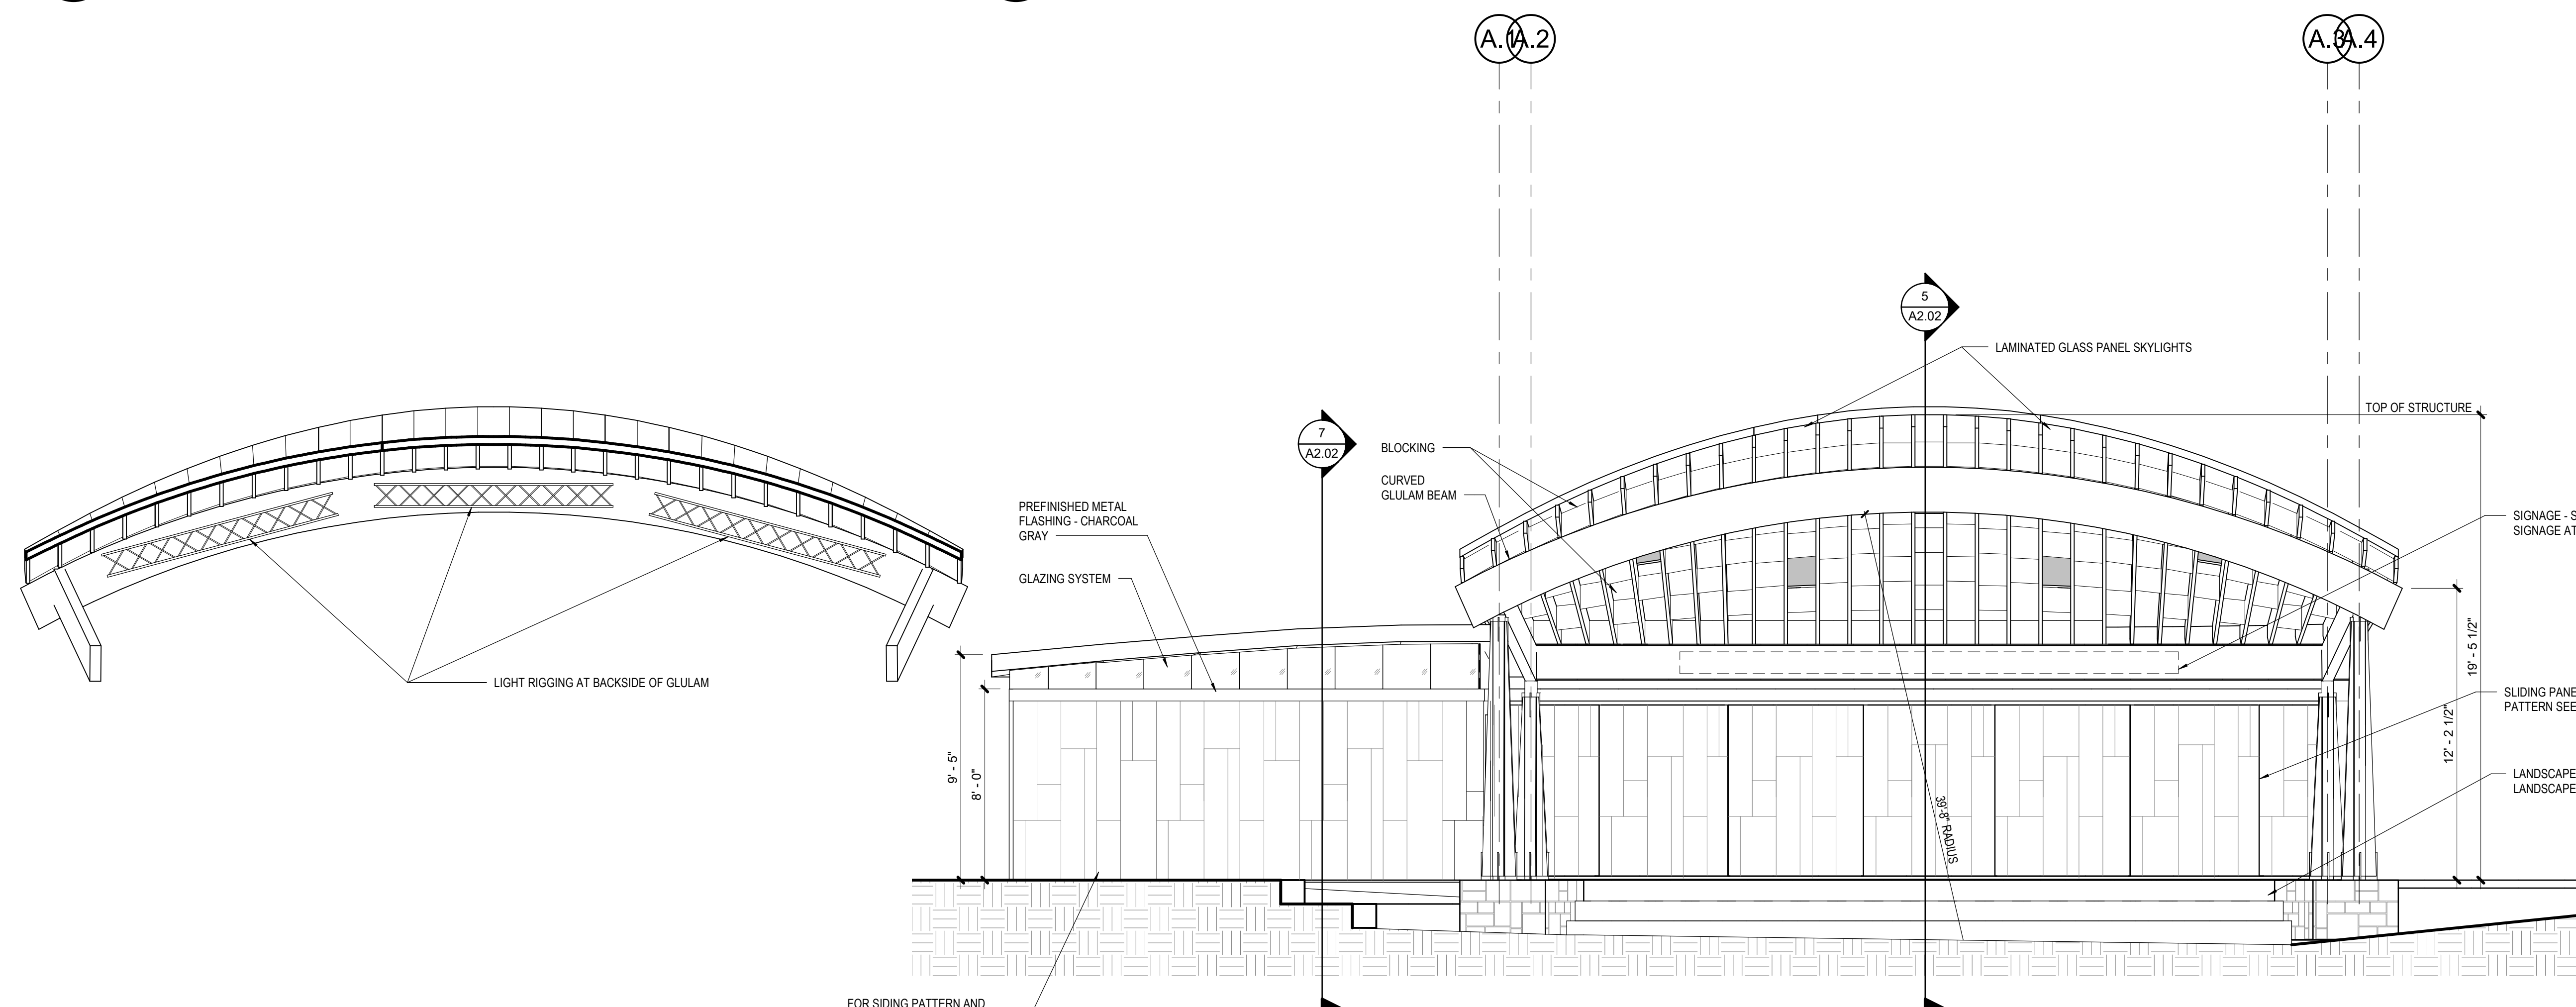 A.1
A.2
A.3
A.4
5
A2.02
LAMINATED GLASS PANEL SKYLIGHTS
TOP OF STRUCTURE
7
A2.02
BLOCKING
CURVED
GLULAM BEAM
PREFINISHED METAL
FLASHING - CHARCOAL
GRAY
GLAZING SYSTEM
SIGNAGE - S
SIGNAGE AT
LIGHT RIGGING AT BACKSIDE OF GLULAM
19' - 5 1/2"
12' - 2 1/2"
SLIDING PANE
PATTERN SEE
9' - 5"
8' - 0"
39'-8" RADIUS
LANDSCAPE
LANDSCAPE
FOR SIDING PATTERN AND